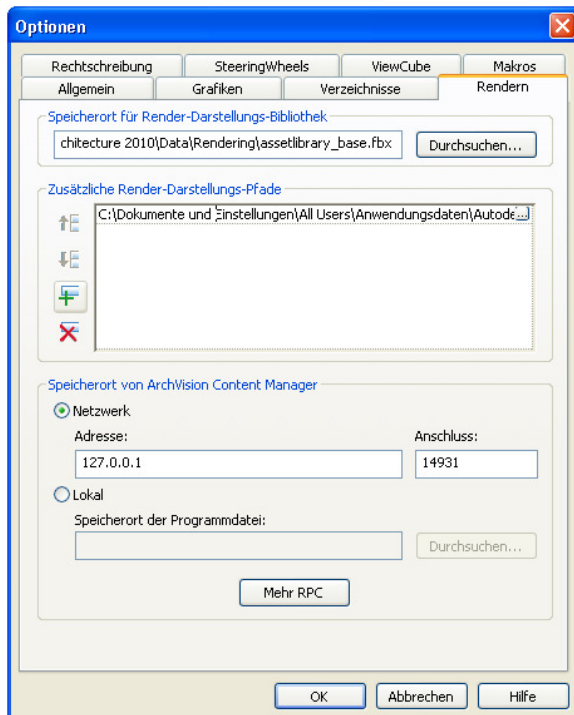 Optionen
Rechtschreibung SteeringWheels ViewCube Makros
Allgemein Grafiken Verzeichnisse Rendern
Speicherort für Render-Darstellungs-Bibliothek
chitecture 2010\Data\Rendering\assetlibrary_base.fbx Durchsuchen...
Zusätzliche Render-Darstellungs-Pfade
C:\Dokumente und Einstellungen\All Users\Anwendungsdaten\Autode ...
Speicherort von ArchVision Content Manager
Netzwerk
Adresse: Anschluss:
127.0.0.1 14931
Lokal
Speicherort der Programmdatei:
Durchsuchen...
Mehr RPC
OK Abbrechen Hilfe